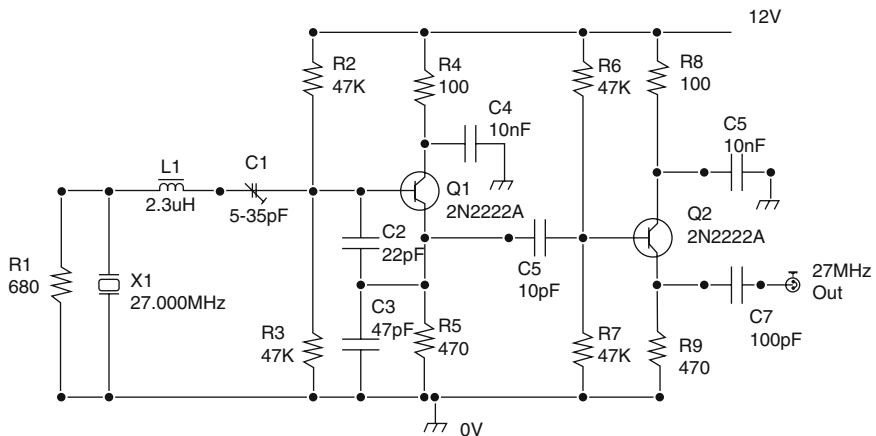 12V
R2
47K
R4
100
R6
47K
R8
100
C4
10nF
C5
10nF
L1
2.3uH
C1
5-35pF
Q1
2N2222A
Q2
2N2222A
C2
22pF
R1
680
X1
27.000MHz
C5
10pF
27MHz
Out
C3
47pF
R3
47K
R5
470
R7
47K
R9
470
C7
100pF
0V